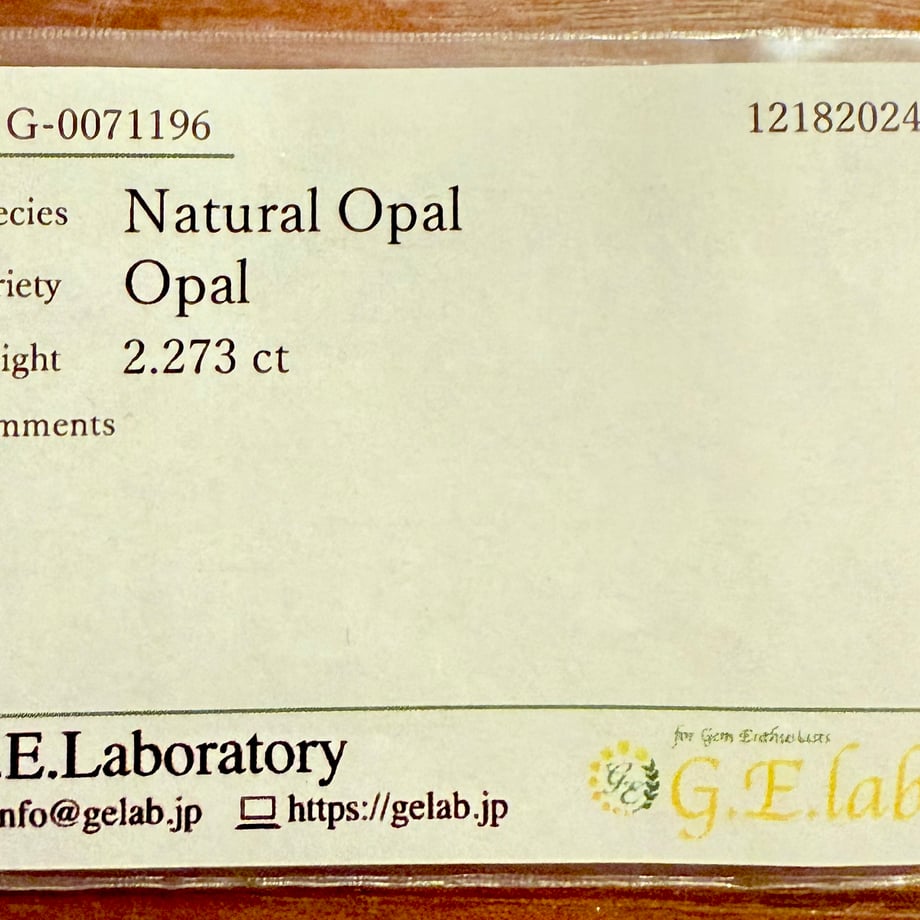 G-0071196
12182024
ecies Natural Opal
riety Opal
ight 2.273 ct
mments
.E.Laboratory
nfo@gelab.jp https://gelab.jp
for Gem Enthusiasts
GE
G.E.lab